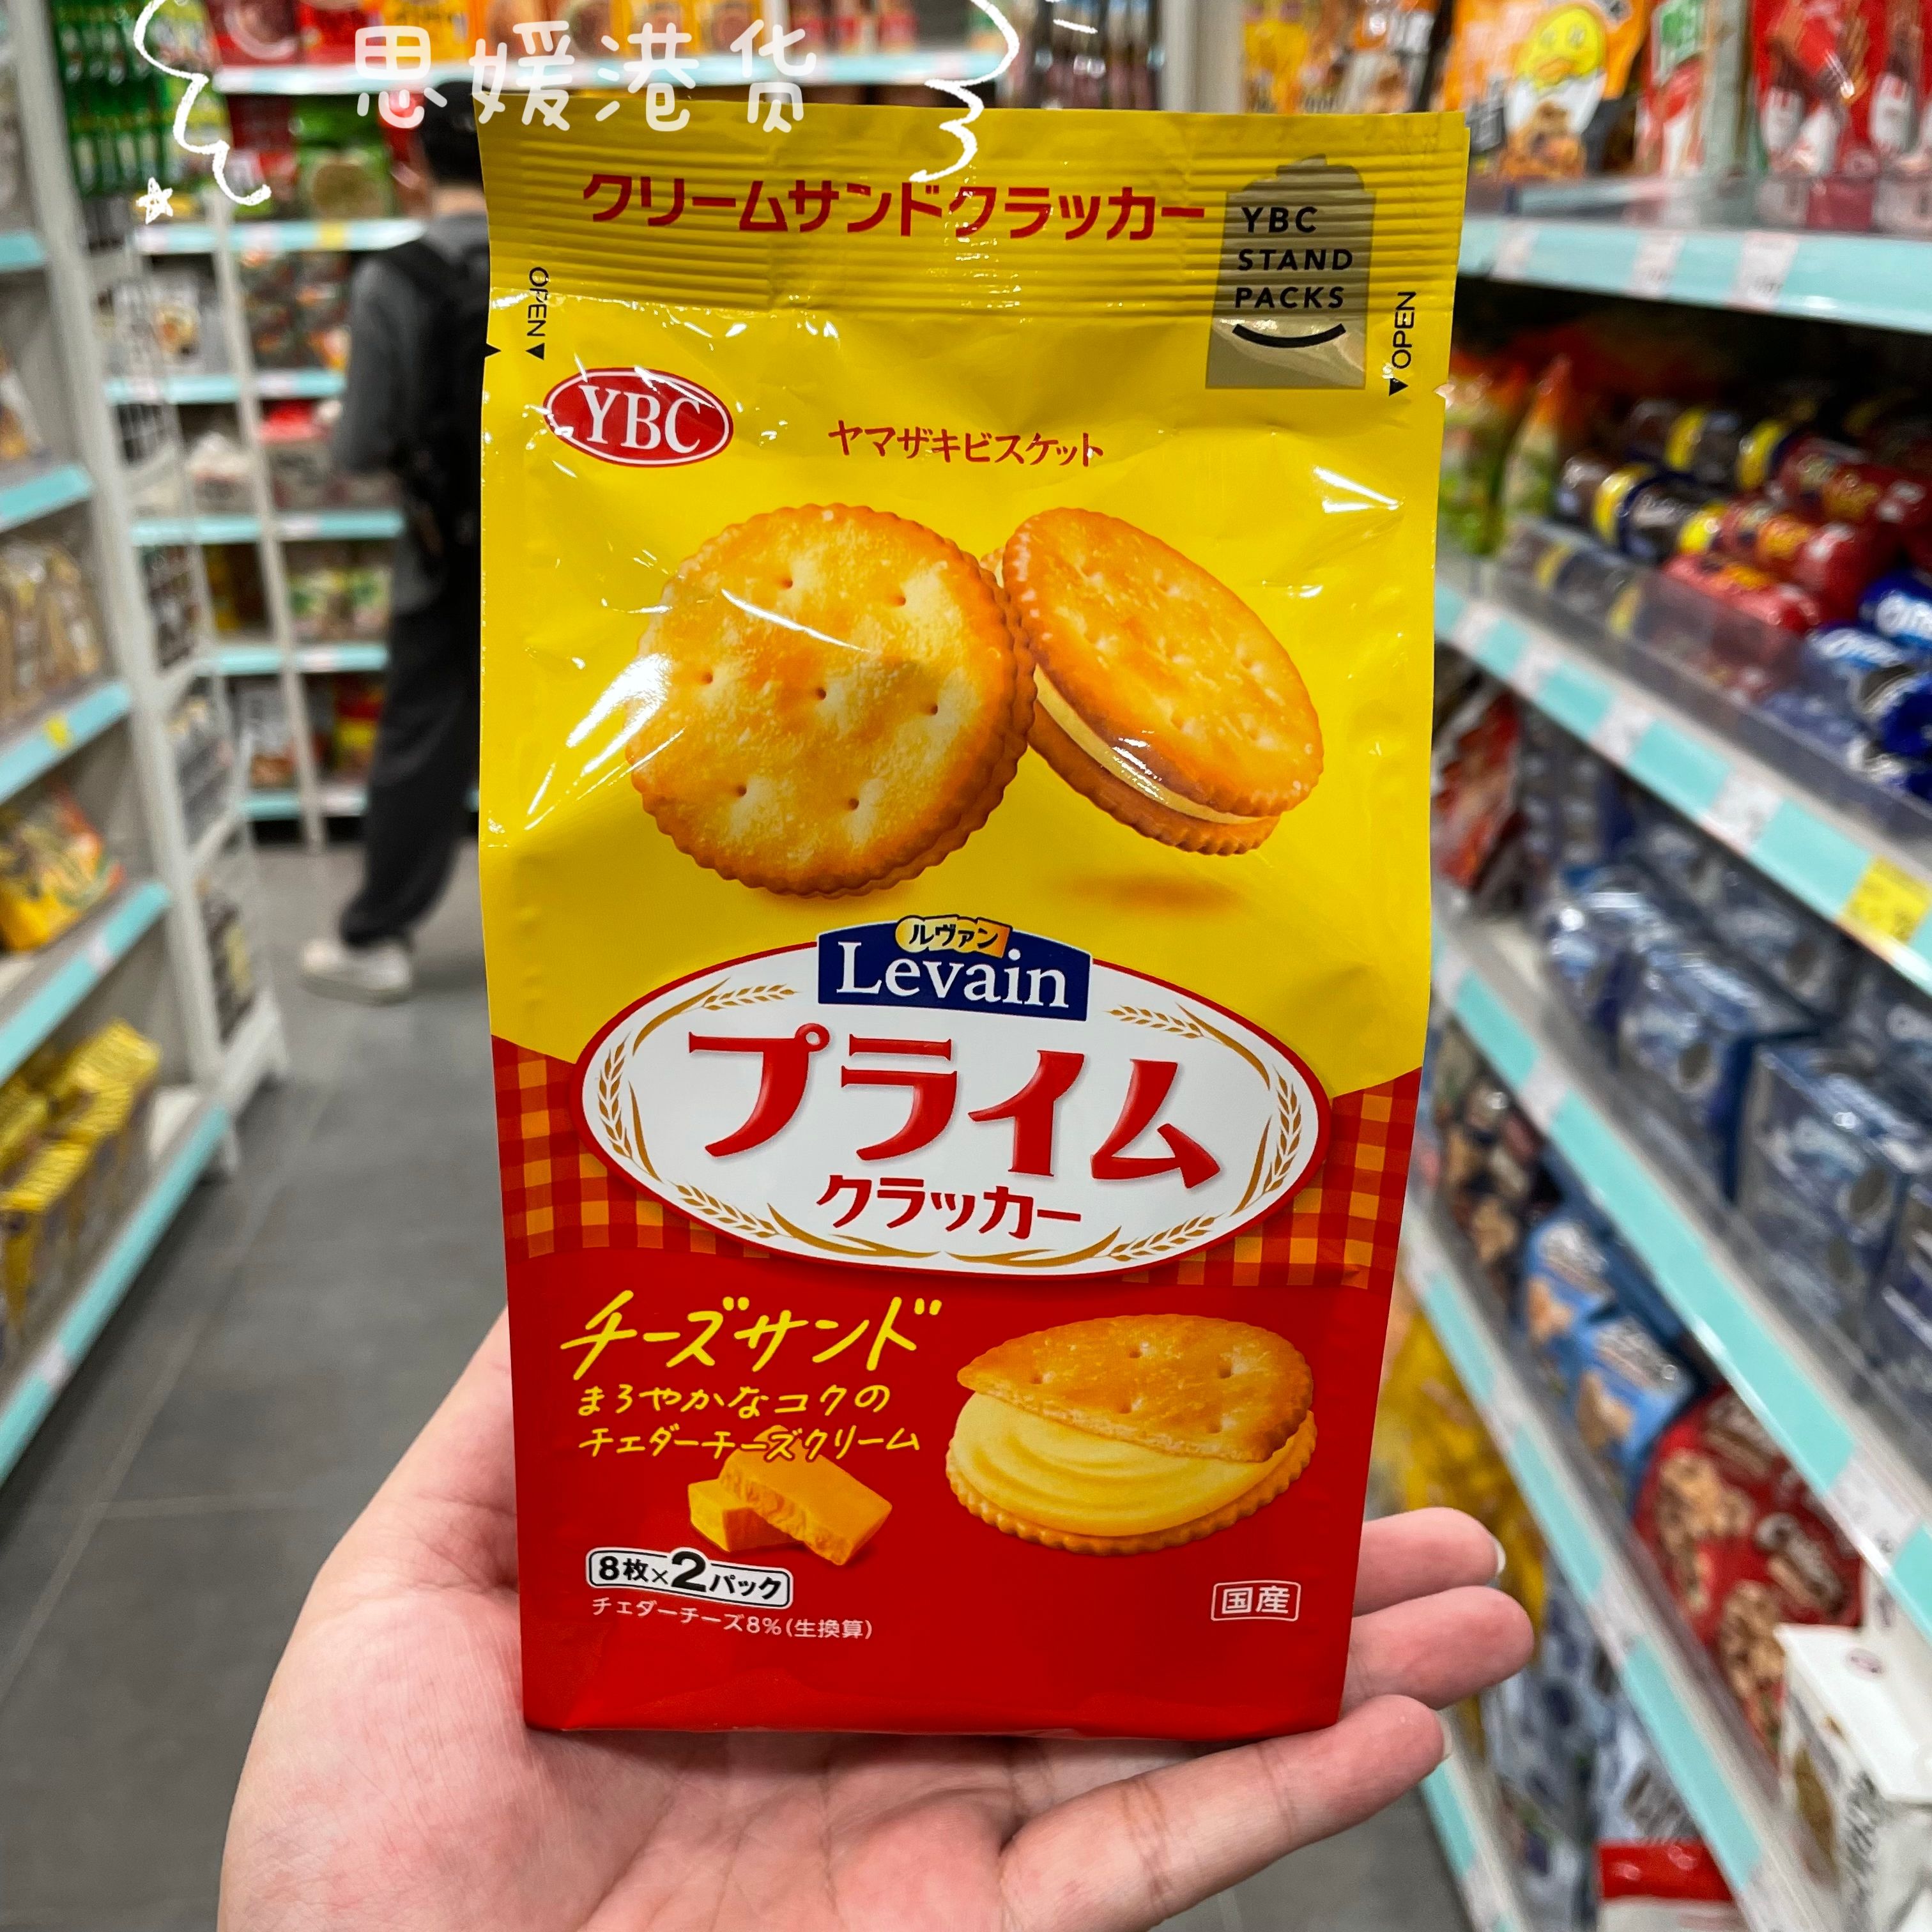 思媛港货
クリームサンドクラッカー
YBC
STAND
PACKS
OPEN
OPEN
YBC
ヤマザキビスケット
ルヴァン
Levain
プライム
クラッカー
チーズサンド
まろやかなコクの
チェダーチーズクリーム
8枚×2パック
チェダーチーズ8%(生換算)
国産